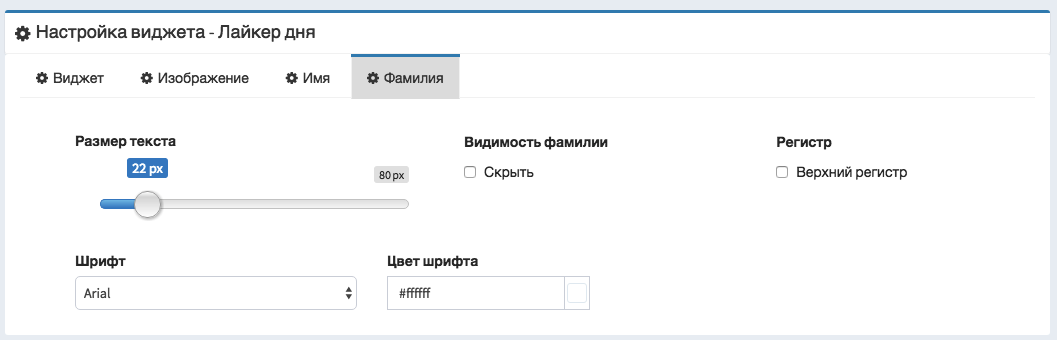 Настройка виджета - Лайкер дня
Виджет Изображение Имя Фамилия
Размер текста Видимость фамилии Регистр
22 px 80 px Скрыть Верхний регистр
Шрифт Цвет шрифта
Arial #ffffff